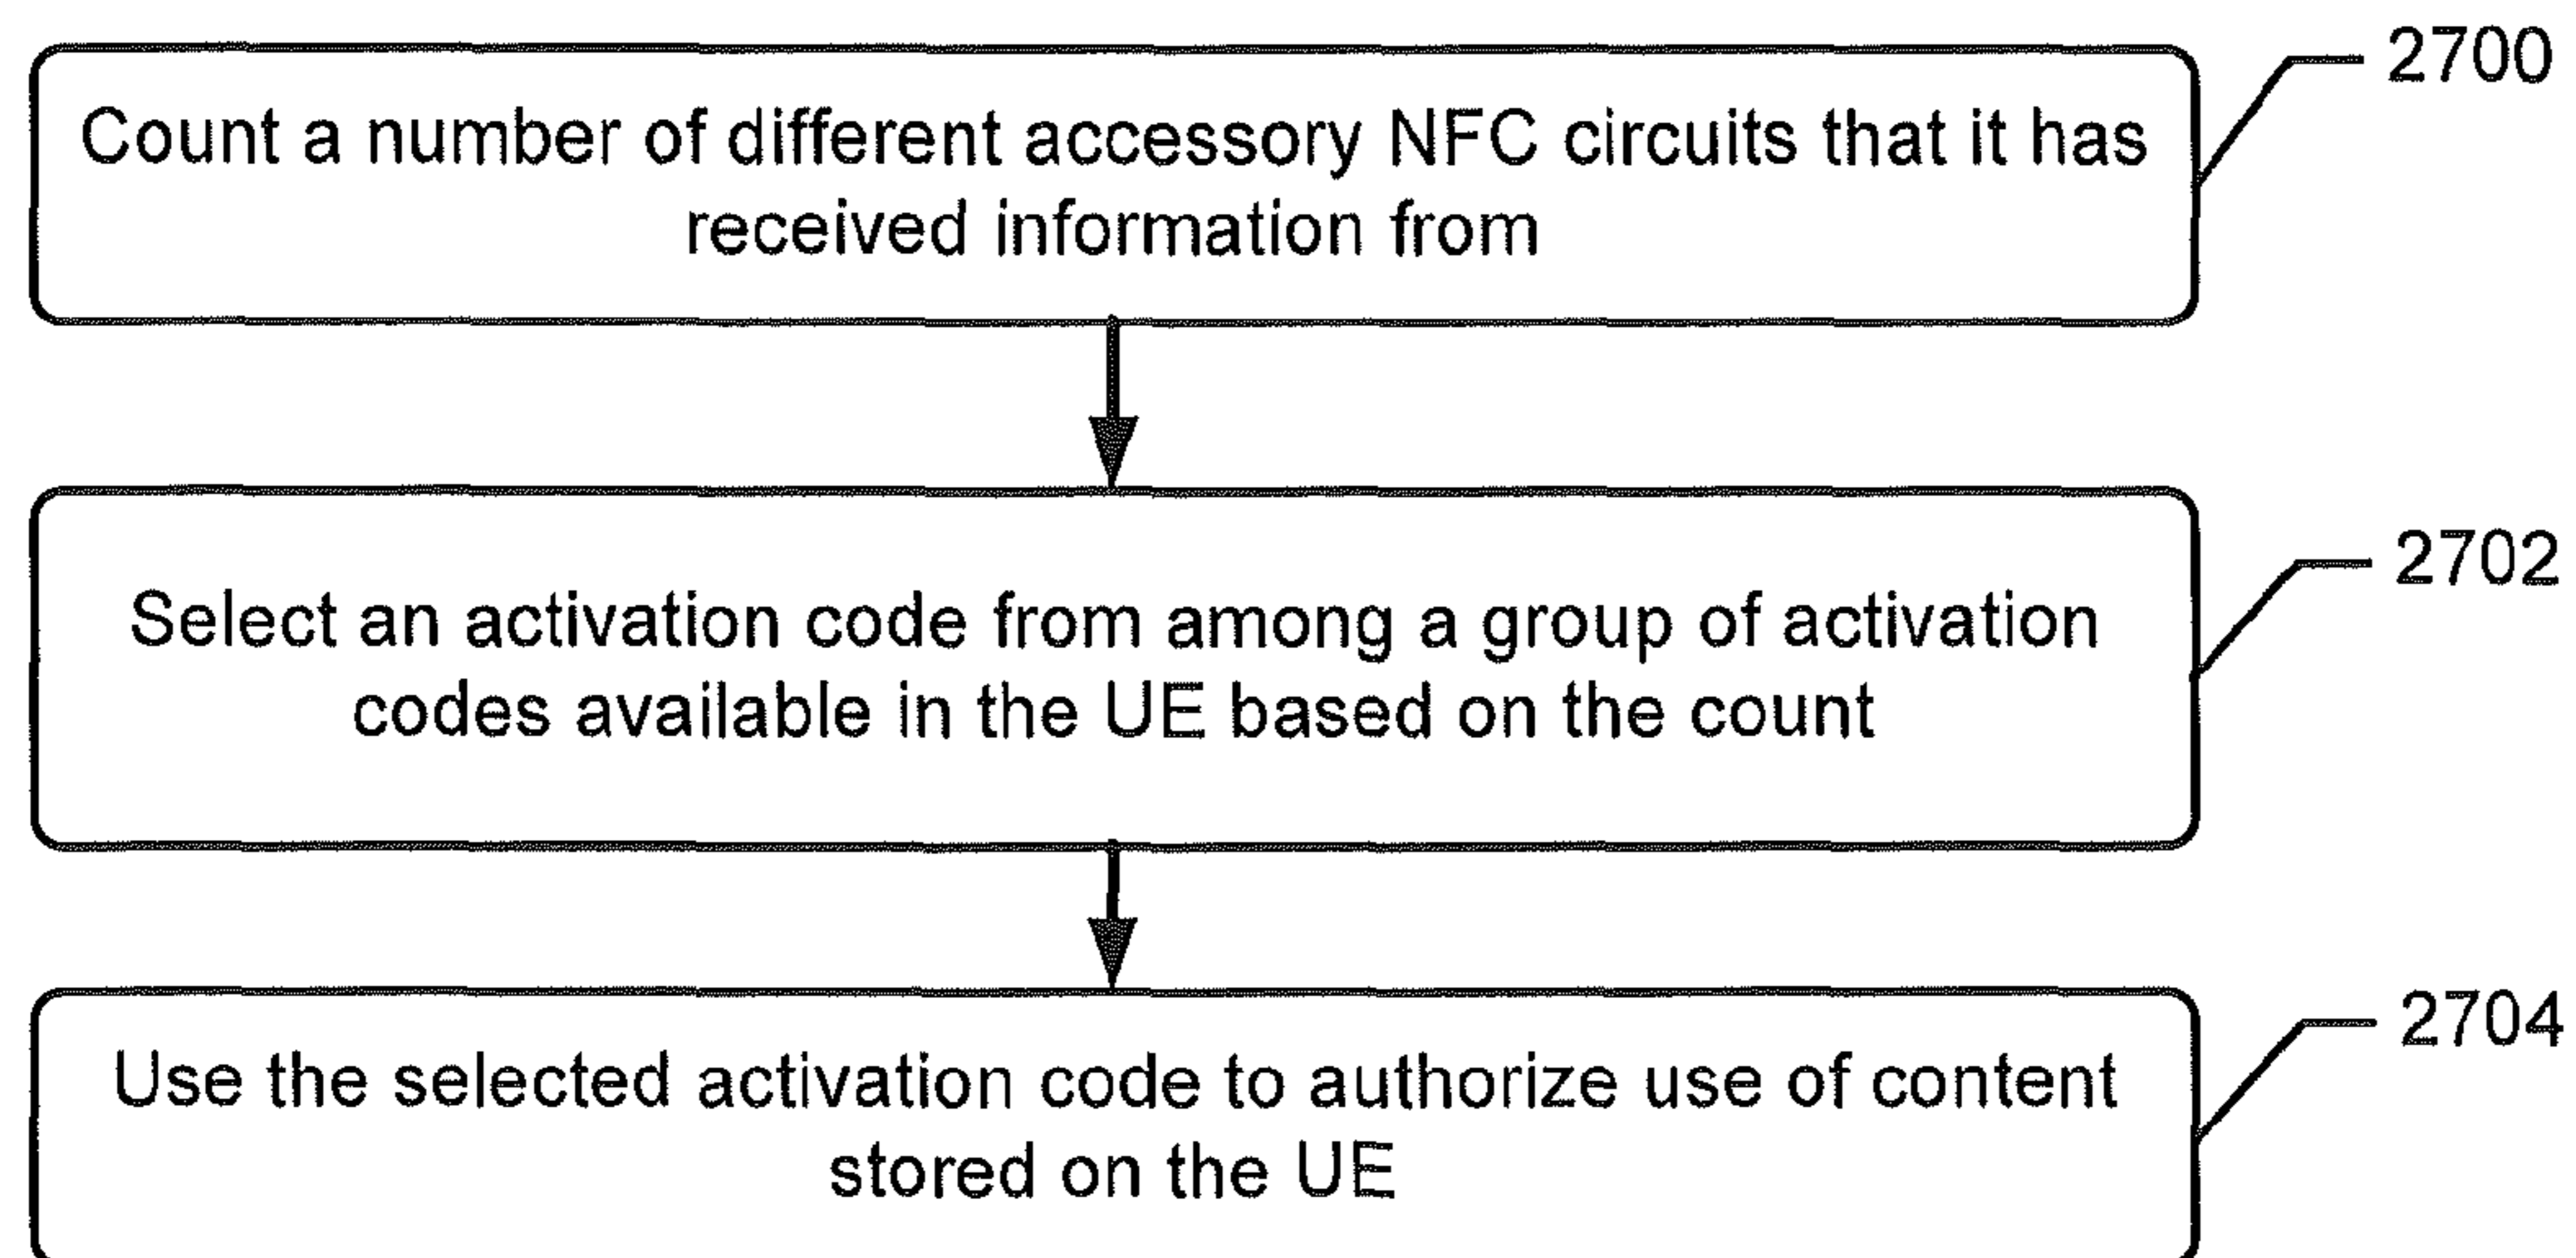 Count a number of different accessory NFC circuits that it has
received information from
2700
Select an activation code from among a group of activation
codes available in the UE based on the count
2702
Use the selected activation code to authorize use of content
stored on the UE
2704